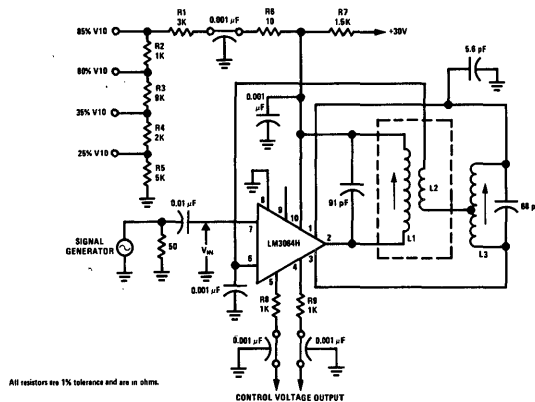 85% V10
R1
3K
0.001 µF
R6
10
R7
1.5K
+30V
R2
1K
80% V10
R3
9K
35% V10
R4
2K
25% V10
R5
5K
0.001
µF
5.6 pF
91 pF
L1
L2
L3
68 pF
0.01 µF
SIGNAL
GENERATOR
50
VIN
7
6
8
9
10
1
2
3
4
5
LM3064H
0.001 µF
R8
1K
R9
1K
0.001 µF
0.001 µF
CONTROL VOLTAGE OUTPUT
All resistors are 1% tolerance and are in ohms.